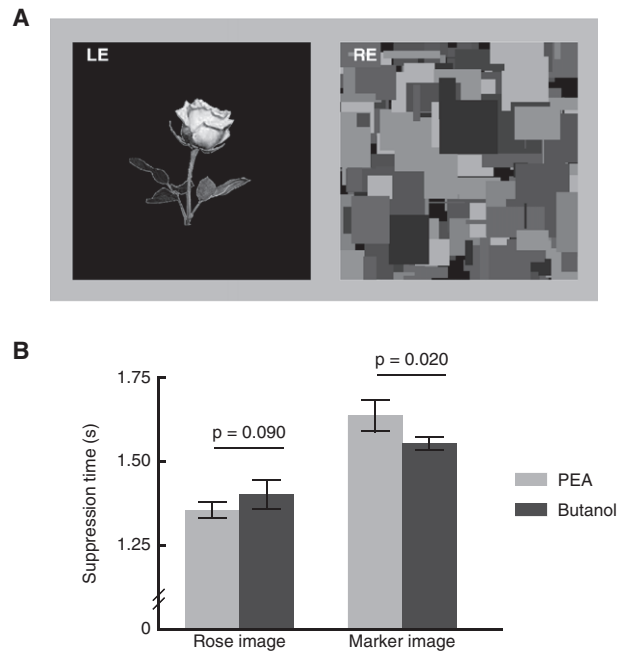 A
LE
RE
B
p = 0.020
1.75
p = 0.090
1.50
1.25
0
Suppression time (s)
PEA
Butanol
Rose image
Marker image